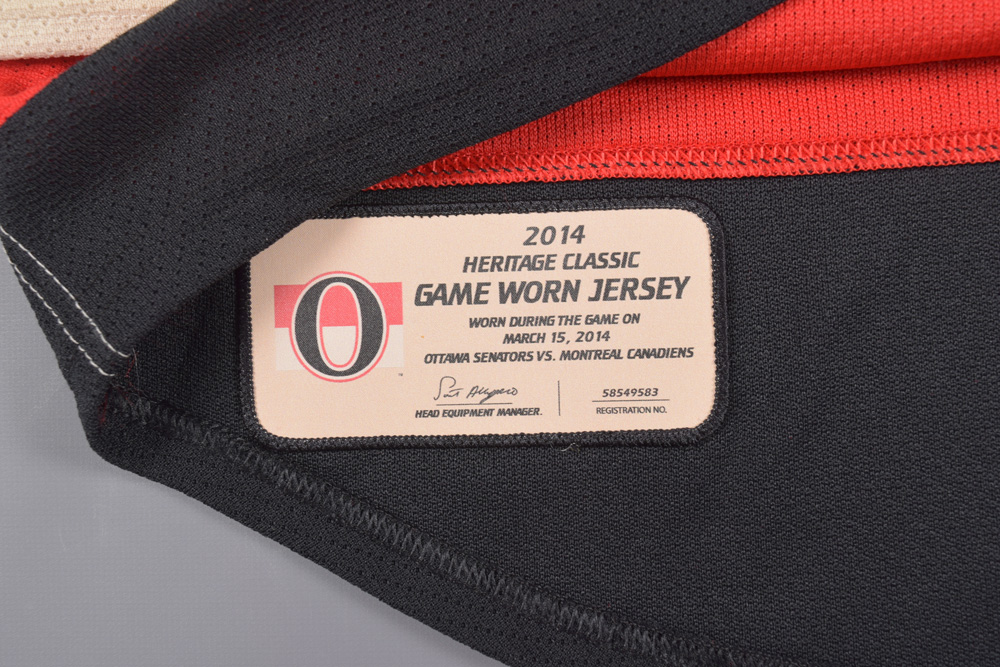 2014
HERITAGE CLASSIC
GAME WORN JERSEY
WORN DURING THE GAME ON
MARCH 15, 2014
OTTAWA SENATORS VS. MONTREAL CANADIENS
O
™
58549583
HEAD EQUIPMENT MANAGER.
REGISTRATION NO.